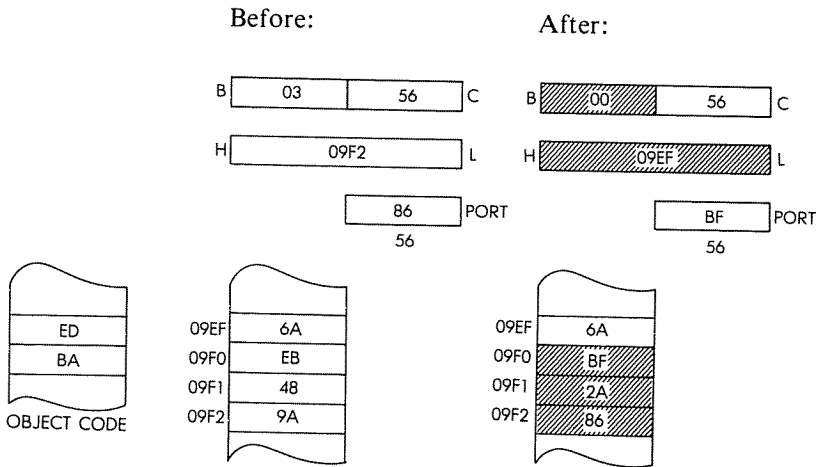 Before: After:
B 03 56 C B 00 56 C
H 09F2 L H 09EF L
86 PORT BF PORT
56 56
ED 09EF 6A 09EF 6A
BA 09F0 EB 09F0 BF
09F1 48 09F1 2A
OBJECT CODE 09F2 9A 09F2 86